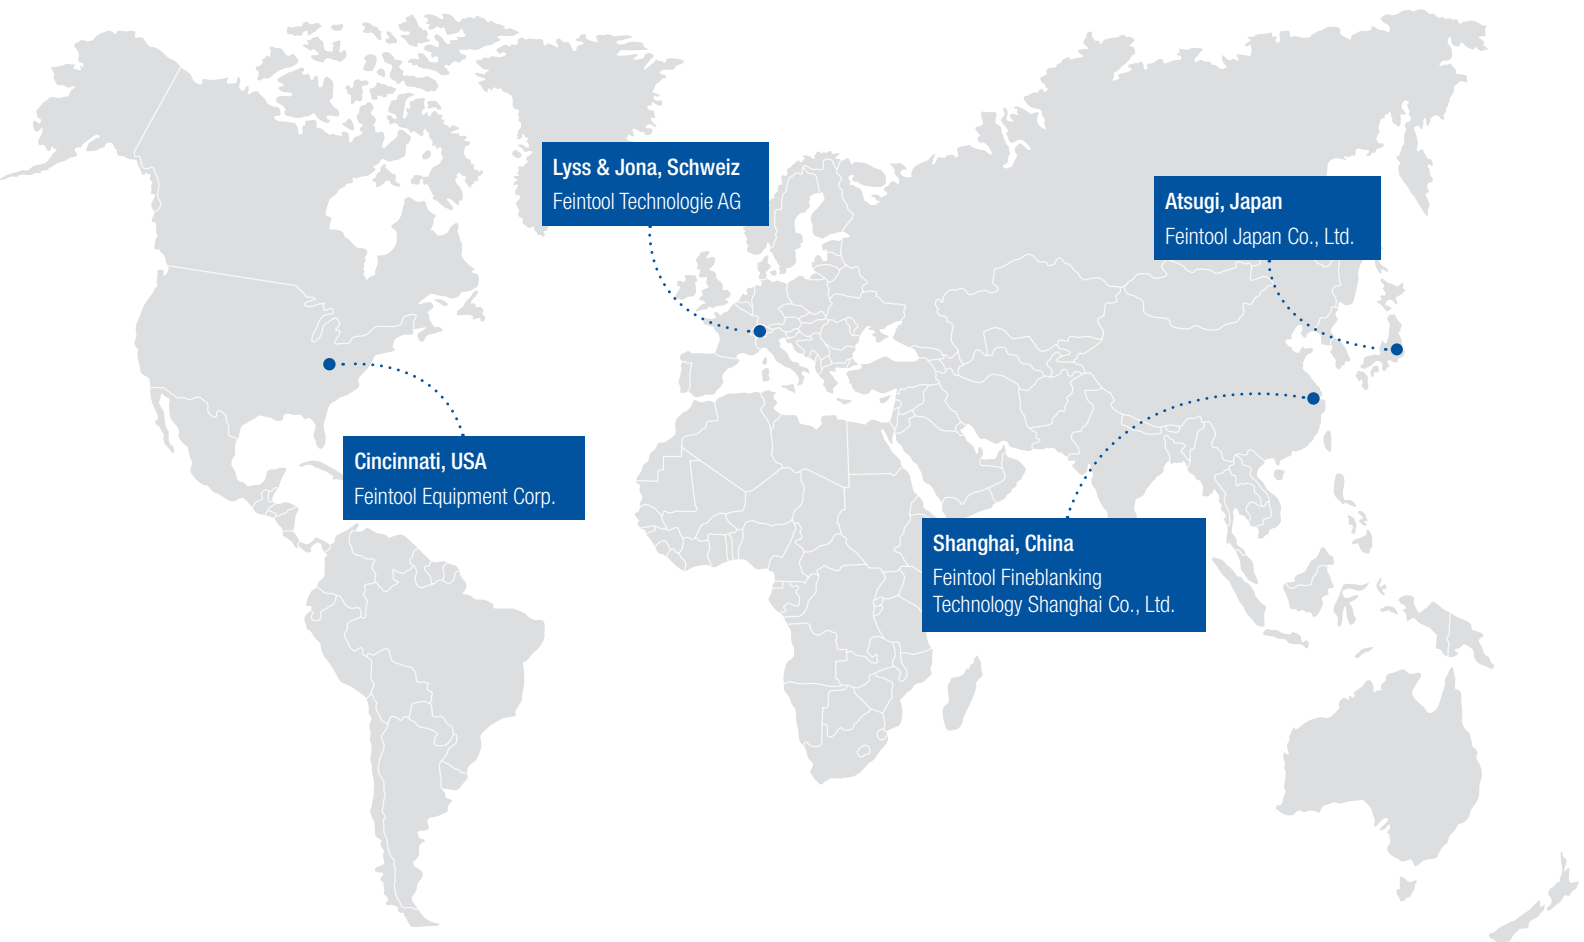 Lyss & Jona, Schweiz
Feintool Technologie AG
Atsugi, Japan
Feintool Japan Co., Ltd.
Cincinnati, USA
Feintool Equipment Corp.
Shanghai, China
Feintool Fineblanking
Technology Shanghai Co., Ltd.